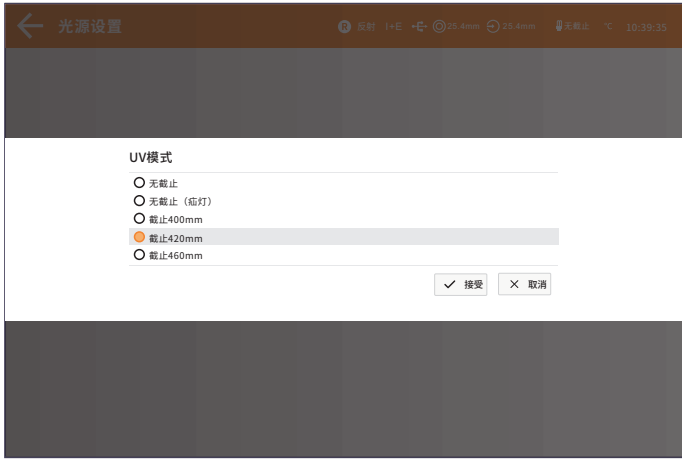 光源设置
R 反射 I+E 25.4mm 25.4mm 无截止 ℃ 10:39:35
UV模式
无截止
无截止（疝灯）
截止400mm
截止420mm
截止460mm
接受 取消